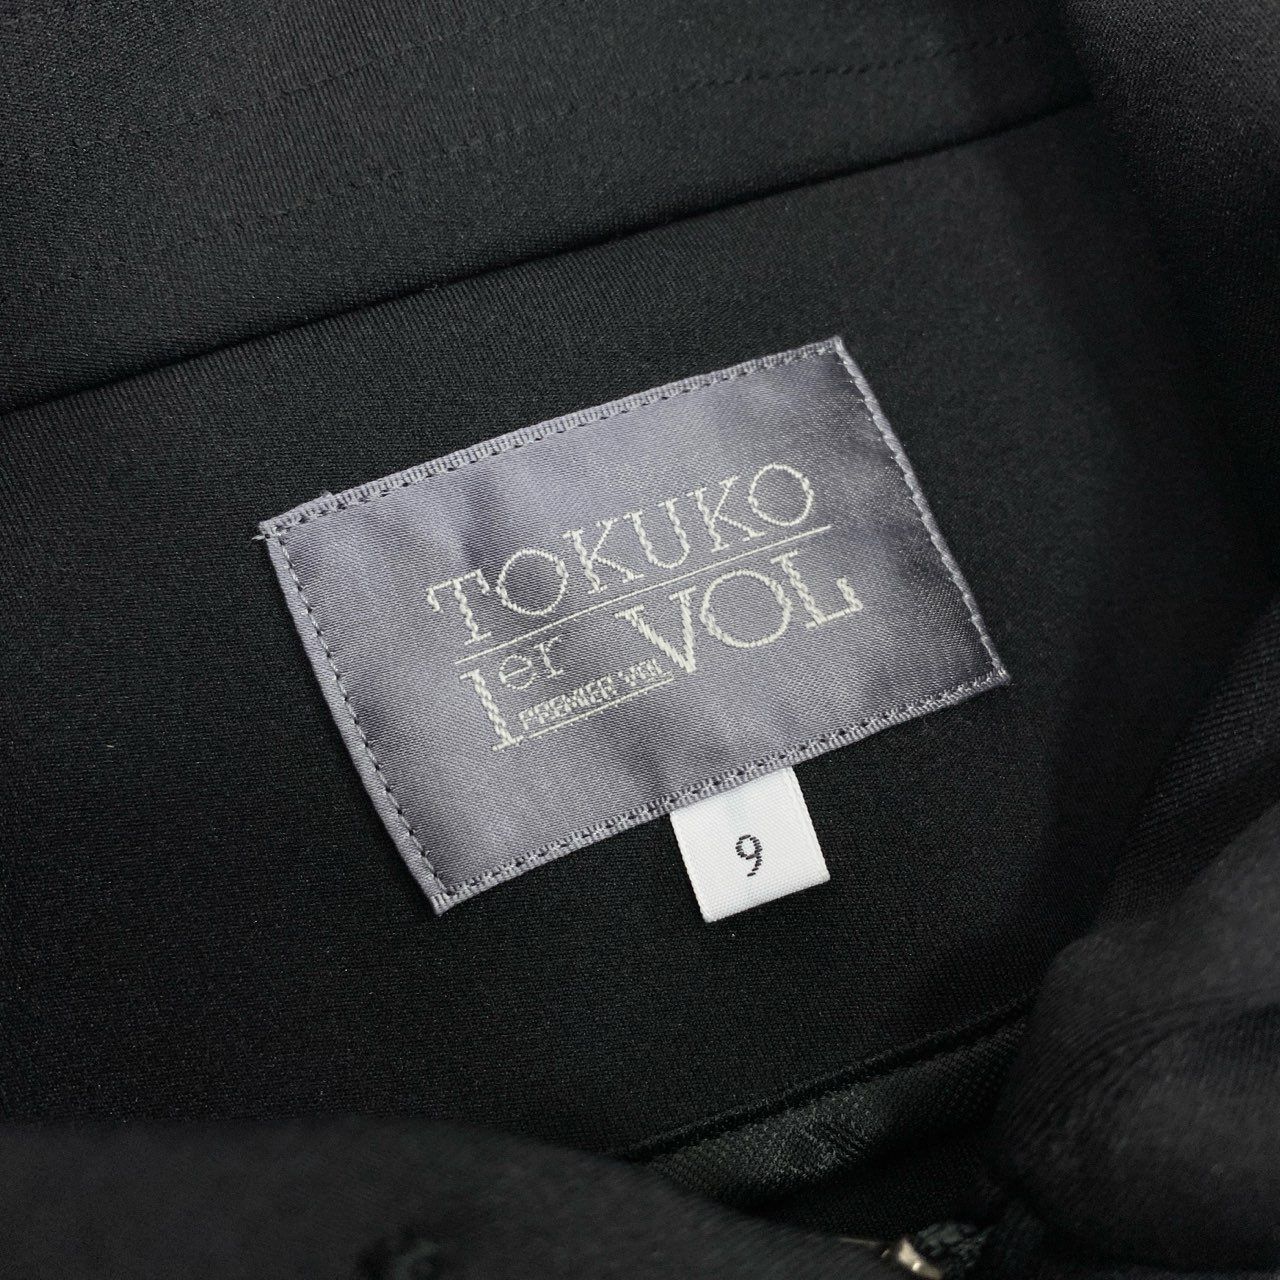 TOKUKO
1er VOL
PREMIER VOL
9